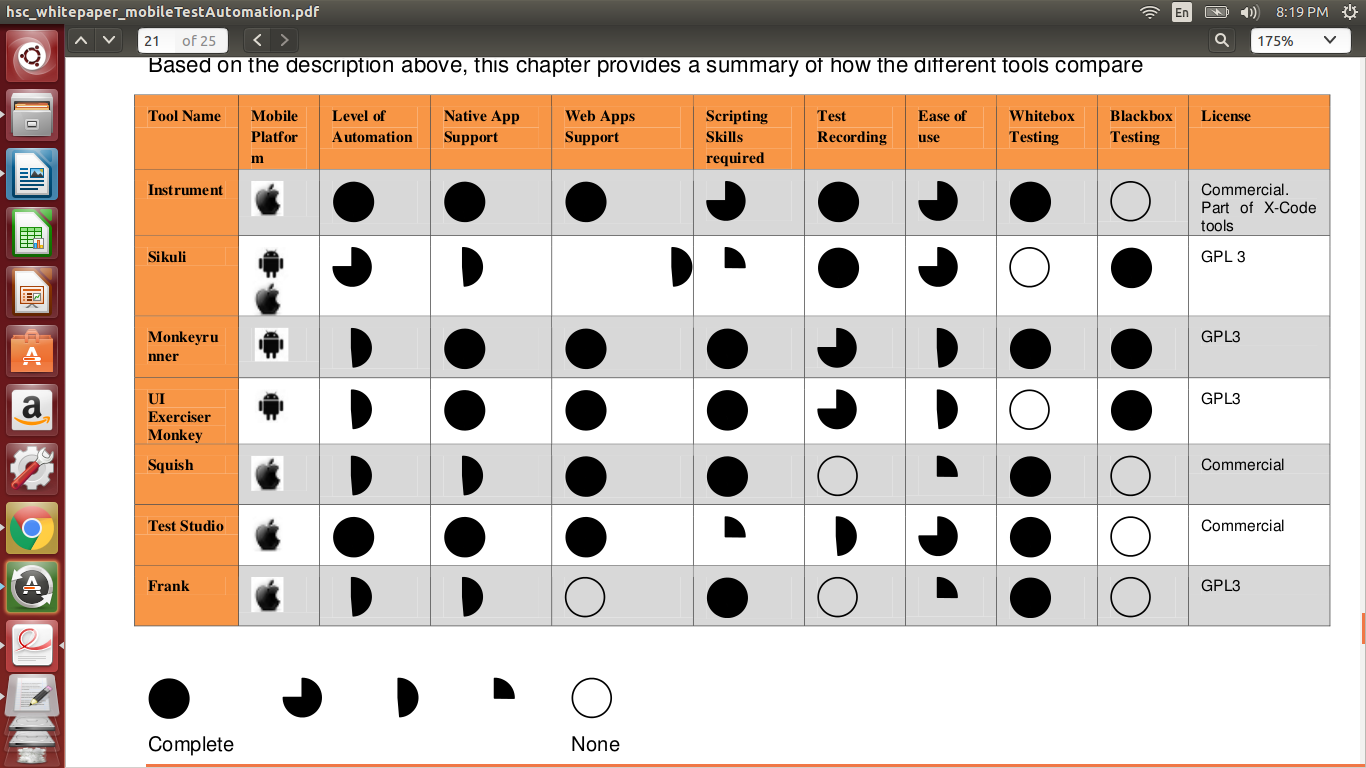 hsc_whitepaper_mobileTestAutomation.pdf
En
8:19 PM
21 of 25
175%
Based on the description above, this chapter provides a summary of how the different tools compare
Tool Name
Mobile
Platfor
m
Level of
Automation
Native App
Support
Web Apps
Support
Scripting
Skills
required
Test
Recording
Ease of
use
Whitebox
Testing
Blackbox
Testing
License
Instrument
Commercial.
Part of X-Code
tools
Sikuli
GPL 3
Monkeyru
nner
GPL3
UI
Exerciser
Monkey
GPL3
Squish
Commercial
Test Studio
Commercial
Frank
GPL3
Complete
None